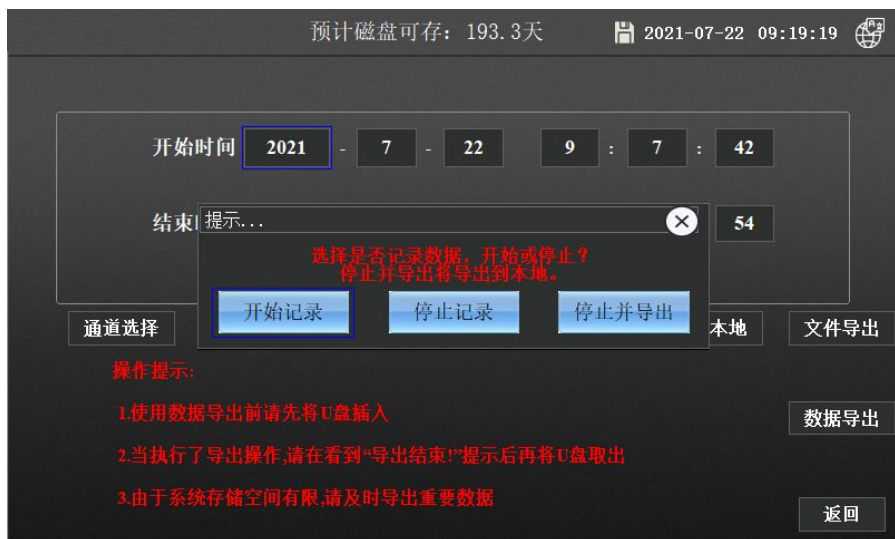 预计磁盘可存: 193.3天
2021-07-22 09:19:19
开始时间 2021 - 7 - 22 9 : 7 : 42
结束 54
提示...
选择是否记录数据，开始或停止？
停止并导出将导出到本地。
开始记录 停止记录 停止并导出
通道选择 本地 文件导出
操作提示:
1.使用数据导出前请先将U盘插入
数据导出
2.当执行了导出操作,请在看到“导出结束!”提示后再将U盘取出
3.由于系统存储空间有限,请及时导出重要数据
返回